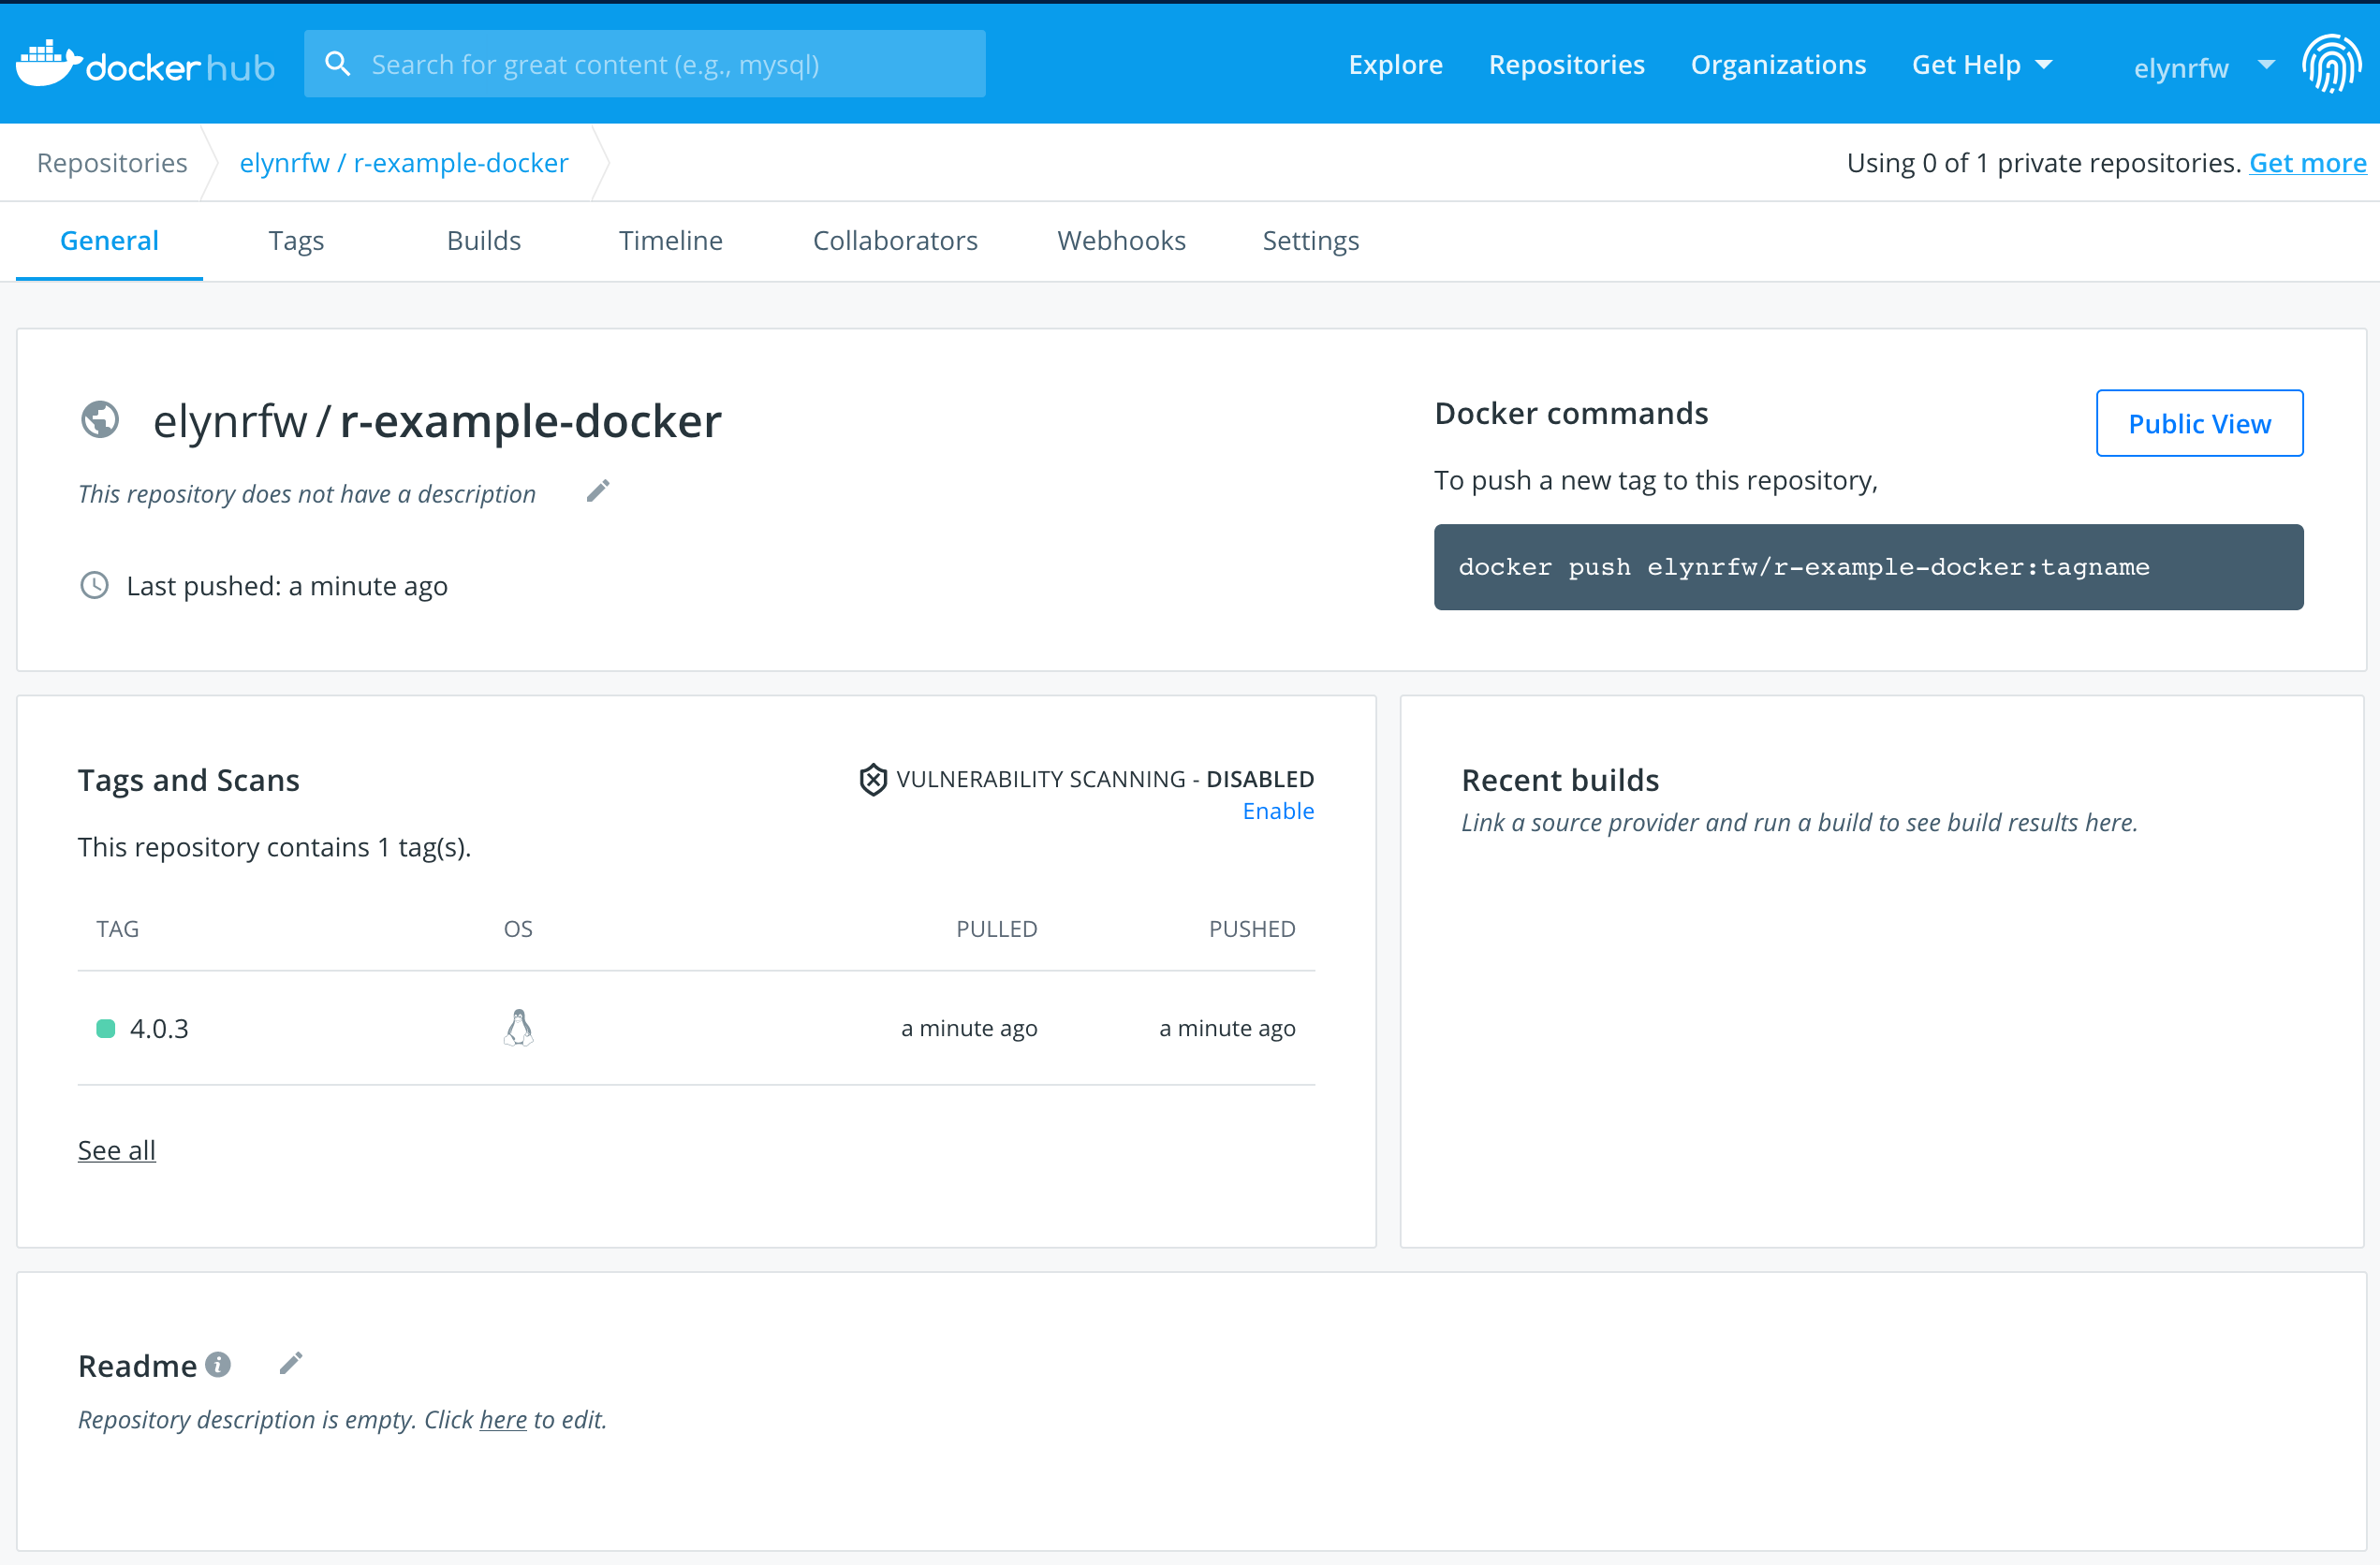 docker hub
Search for great content (e.g., mysql)
Explore
Repositories
Organizations
Get Help
elynrfw
Repositories
elynrfw / r-example-docker
Using 0 of 1 private repositories. Get more
General
Tags
Builds
Timeline
Collaborators
Webhooks
Settings
elynrfw / r-example-docker
This repository does not have a description
Last pushed: a minute ago
Docker commands
Public View
To push a new tag to this repository,
docker push elynrfw/r-example-docker:tagname
Tags and Scans
VULNERABILITY SCANNING - DISABLED
Enable
This repository contains 1 tag(s).
TAG OS PULLED PUSHED
4.0.3 a minute ago a minute ago
See all
Recent builds
Link a source provider and run a build to see build results here.
Readme
Repository description is empty. Click here to edit.